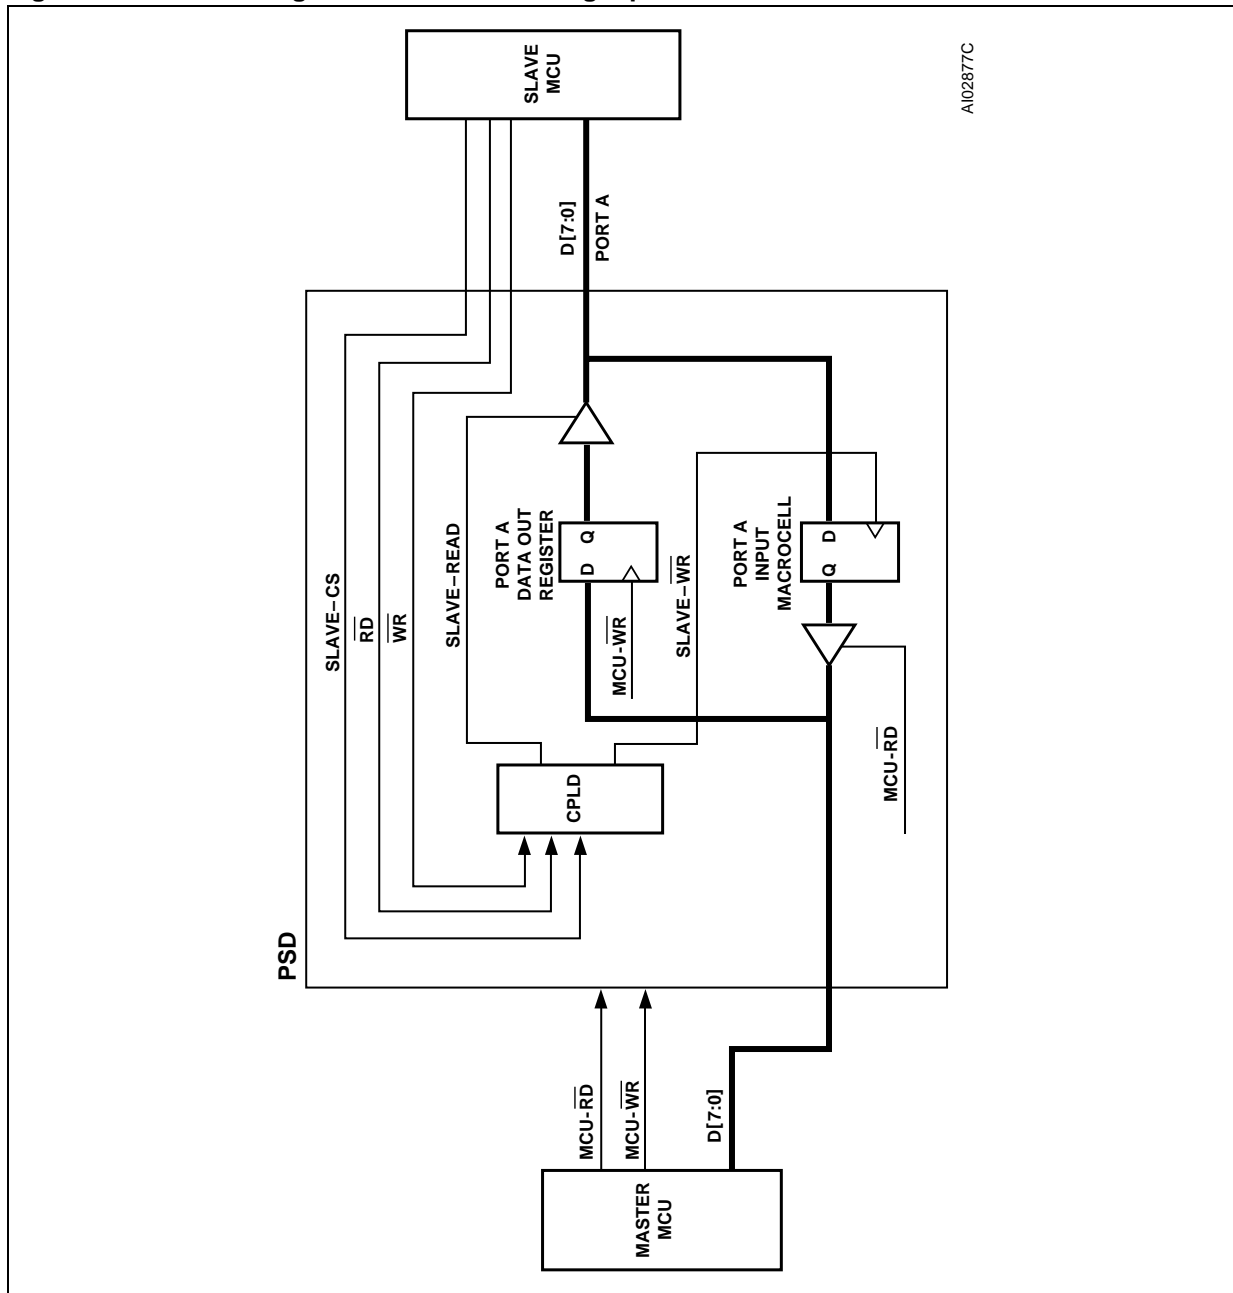 SLAVE
MCU
AI02877C
D[7:0]
PORT A
SLAVE–CS
RD
WR
SLAVE–READ
PORT A
DATA OUT
REGISTER
D Q
MCU-WR
SLAVE–WR
PORT A
INPUT
MACROCELL
Q D
MCU-RD
CPLD
PSD
MCU-RD
MCU-WR
D[7:0]
MASTER
MCU